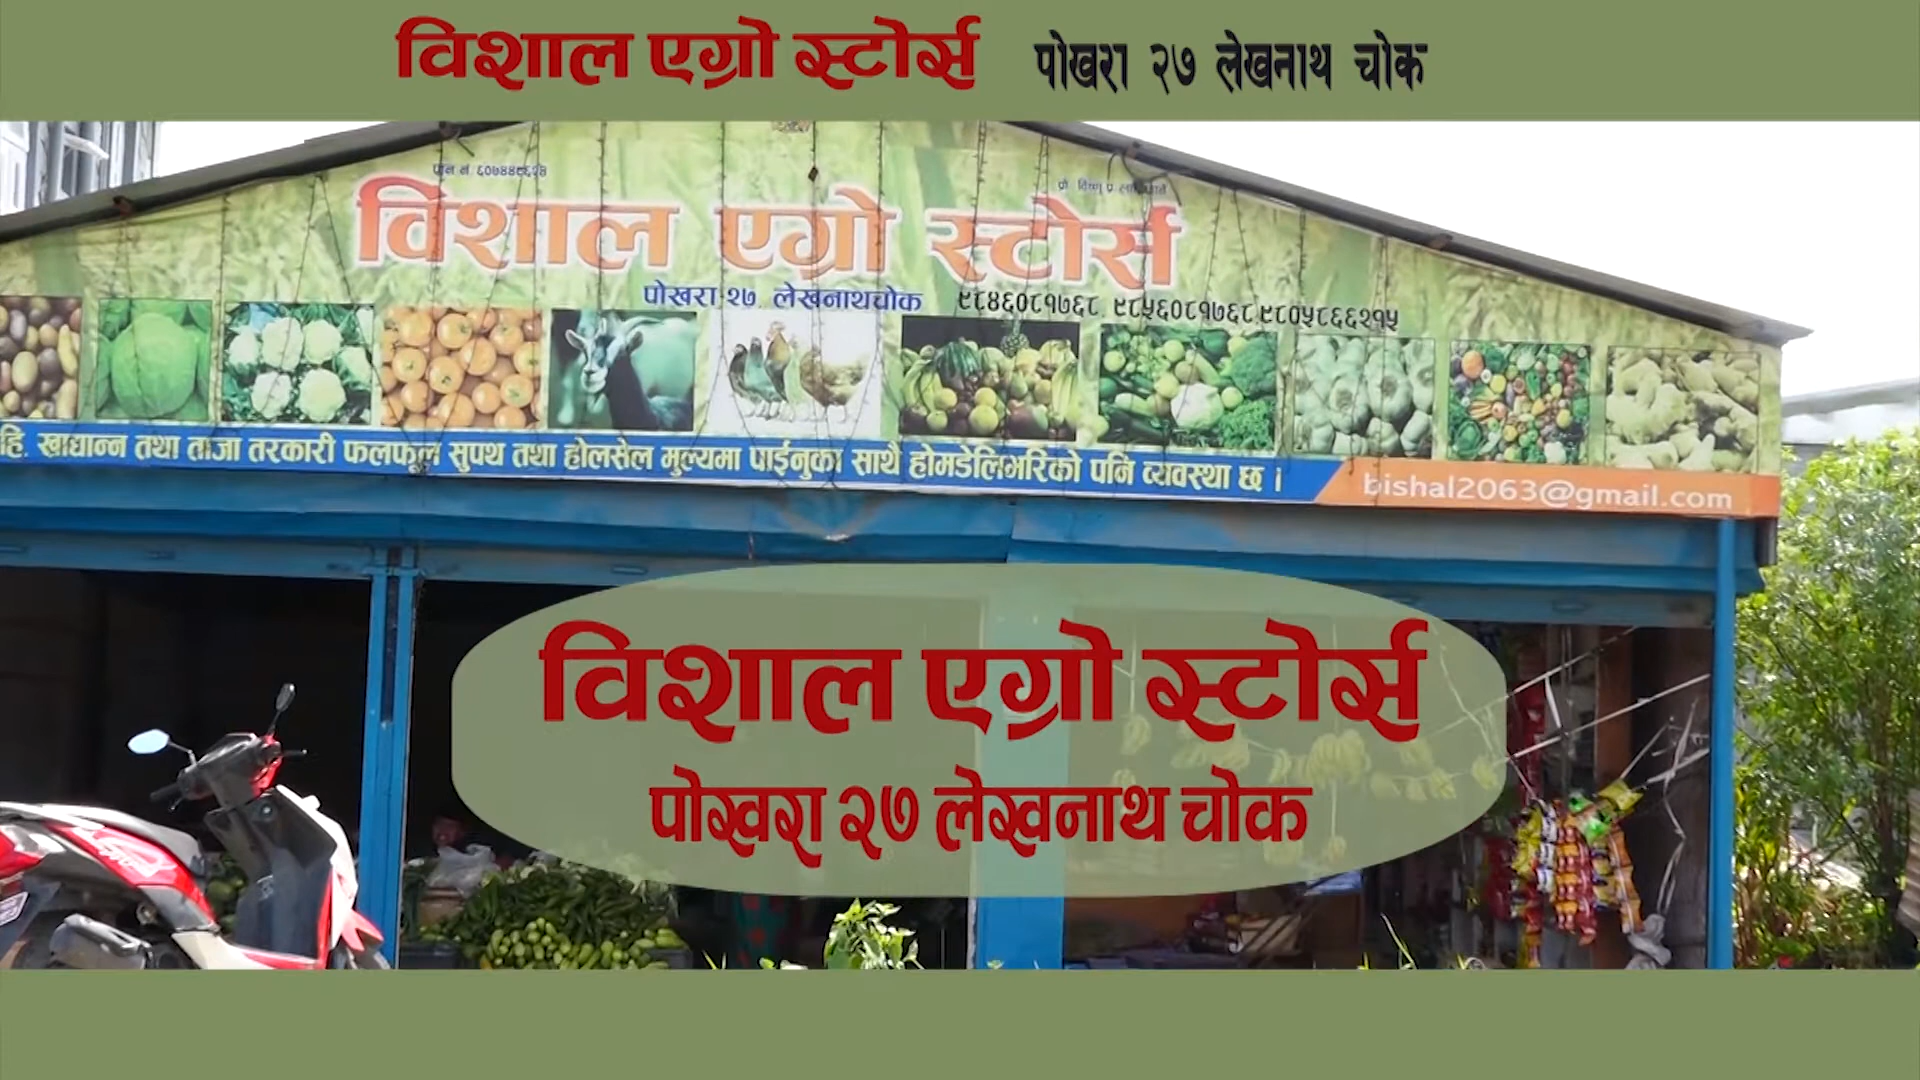 विशाल एग्रो स्टोर्स पोखरा २७ लेखनाथ चोक
विशाल एग्रो स्टोर्स
पोखरा-२७, लेखनाथचोक ९८४६०८१७६८, ९८५६०८१७६८,९८०५८६६२१५
हि. खाद्यान्न तथा ताजा तरकारी फलफूल सुपथ तथा होलसेल मुल्यमा पाईनुका साथै होमडेलिभरिको पनि व्यवस्था छ ।
bishal2063@gmail.com
विशाल एग्रो स्टोर्स
पोखरा २७ लेखनाथ चोक